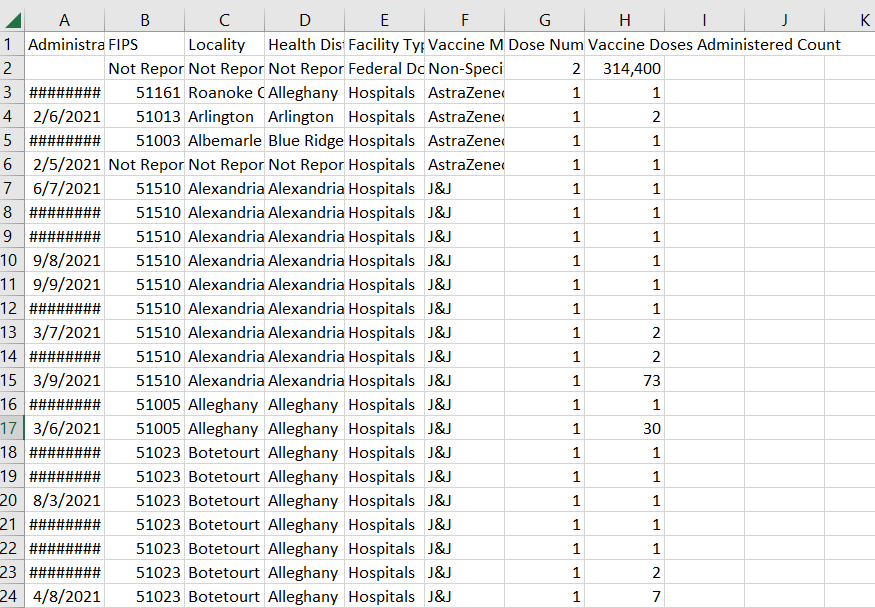 A B C D E F G H I J K
1 Administra FIPS Locality Health Dist Facility Typ Vaccine M Dose Num Vaccine Doses Administered Count
2 Not Repor Not Repor Not Repor Federal Do Non-Speci 2 314,400
3 ######## 51161 Roanoke C Alleghany Hospitals AstraZenec 1 1
4 2/6/2021 51013 Arlington Arlington Hospitals AstraZenec 1 2
5 ######## 51003 Albemarle Blue Ridge Hospitals AstraZenec 1 1
6 2/5/2021 Not Repor Not Repor Not Repor Hospitals AstraZenec 1 1
7 6/7/2021 51510 Alexandria Alexandria Hospitals J&J 1 1
8 ######## 51510 Alexandria Alexandria Hospitals J&J 1 1
9 ######## 51510 Alexandria Alexandria Hospitals J&J 1 1
10 9/8/2021 51510 Alexandria Alexandria Hospitals J&J 1 1
11 9/9/2021 51510 Alexandria Alexandria Hospitals J&J 1 1
12 ######## 51510 Alexandria Alexandria Hospitals J&J 1 1
13 3/7/2021 51510 Alexandria Alexandria Hospitals J&J 1 2
14 ######## 51510 Alexandria Alexandria Hospitals J&J 1 2
15 3/9/2021 51510 Alexandria Alexandria Hospitals J&J 1 73
16 ######## 51005 Alleghany Alleghany Hospitals J&J 1 1
17 3/6/2021 51005 Alleghany Alleghany Hospitals J&J 1 30
18 ######## 51023 Botetourt Alleghany Hospitals J&J 1 1
19 ######## 51023 Botetourt Alleghany Hospitals J&J 1 1
20 8/3/2021 51023 Botetourt Alleghany Hospitals J&J 1 1
21 ######## 51023 Botetourt Alleghany Hospitals J&J 1 1
22 ######## 51023 Botetourt Alleghany Hospitals J&J 1 1
23 ######## 51023 Botetourt Alleghany Hospitals J&J 1 2
24 4/8/2021 51023 Botetourt Alleghany Hospitals J&J 1 7